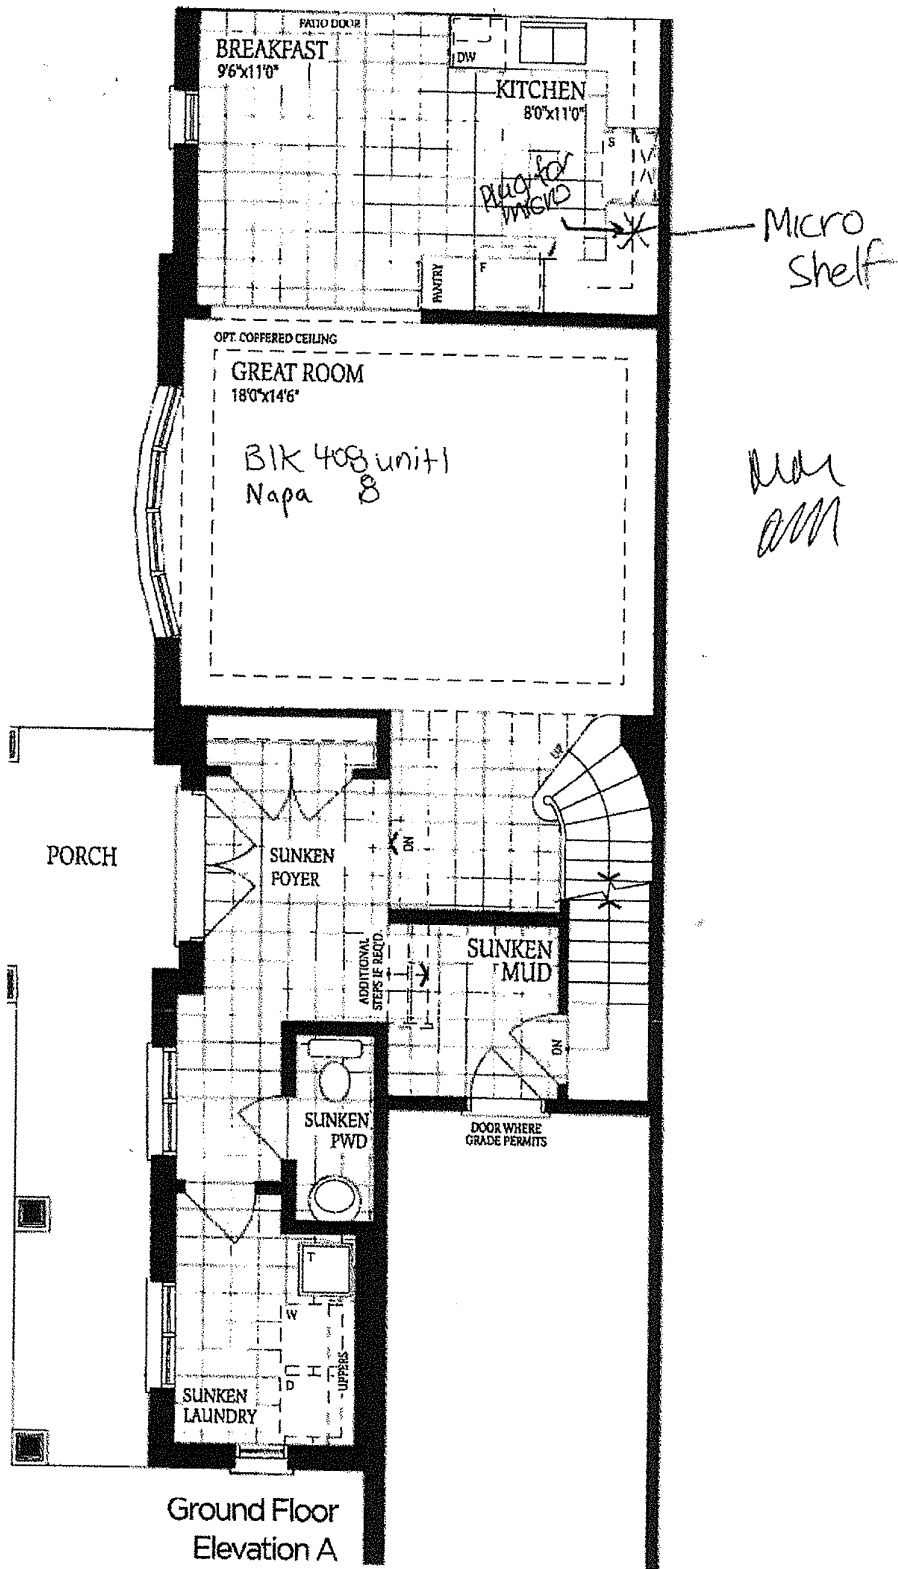 PATIO DOOR
BREAKFAST
9'6"x11'0"
DW
KITCHEN
8'0"x11'0"
S
Plug for
micro
Micro
Shelf
PANTRY
F
OPT. COFFERED CEILING
GREAT ROOM
18'0"x14'6"
Blk 408 unit 1
Napa 8
UP
PORCH
SUNKEN
FOYER
DN
ADDITIONAL
STEPS IF REQ'D
SUNKEN
MUD
DN
SUNKEN
PWD
DOOR WHERE
GRADE PERMITS
T
W
D
UPPERS
SUNKEN
LAUNDRY
Ground Floor
Elevation A